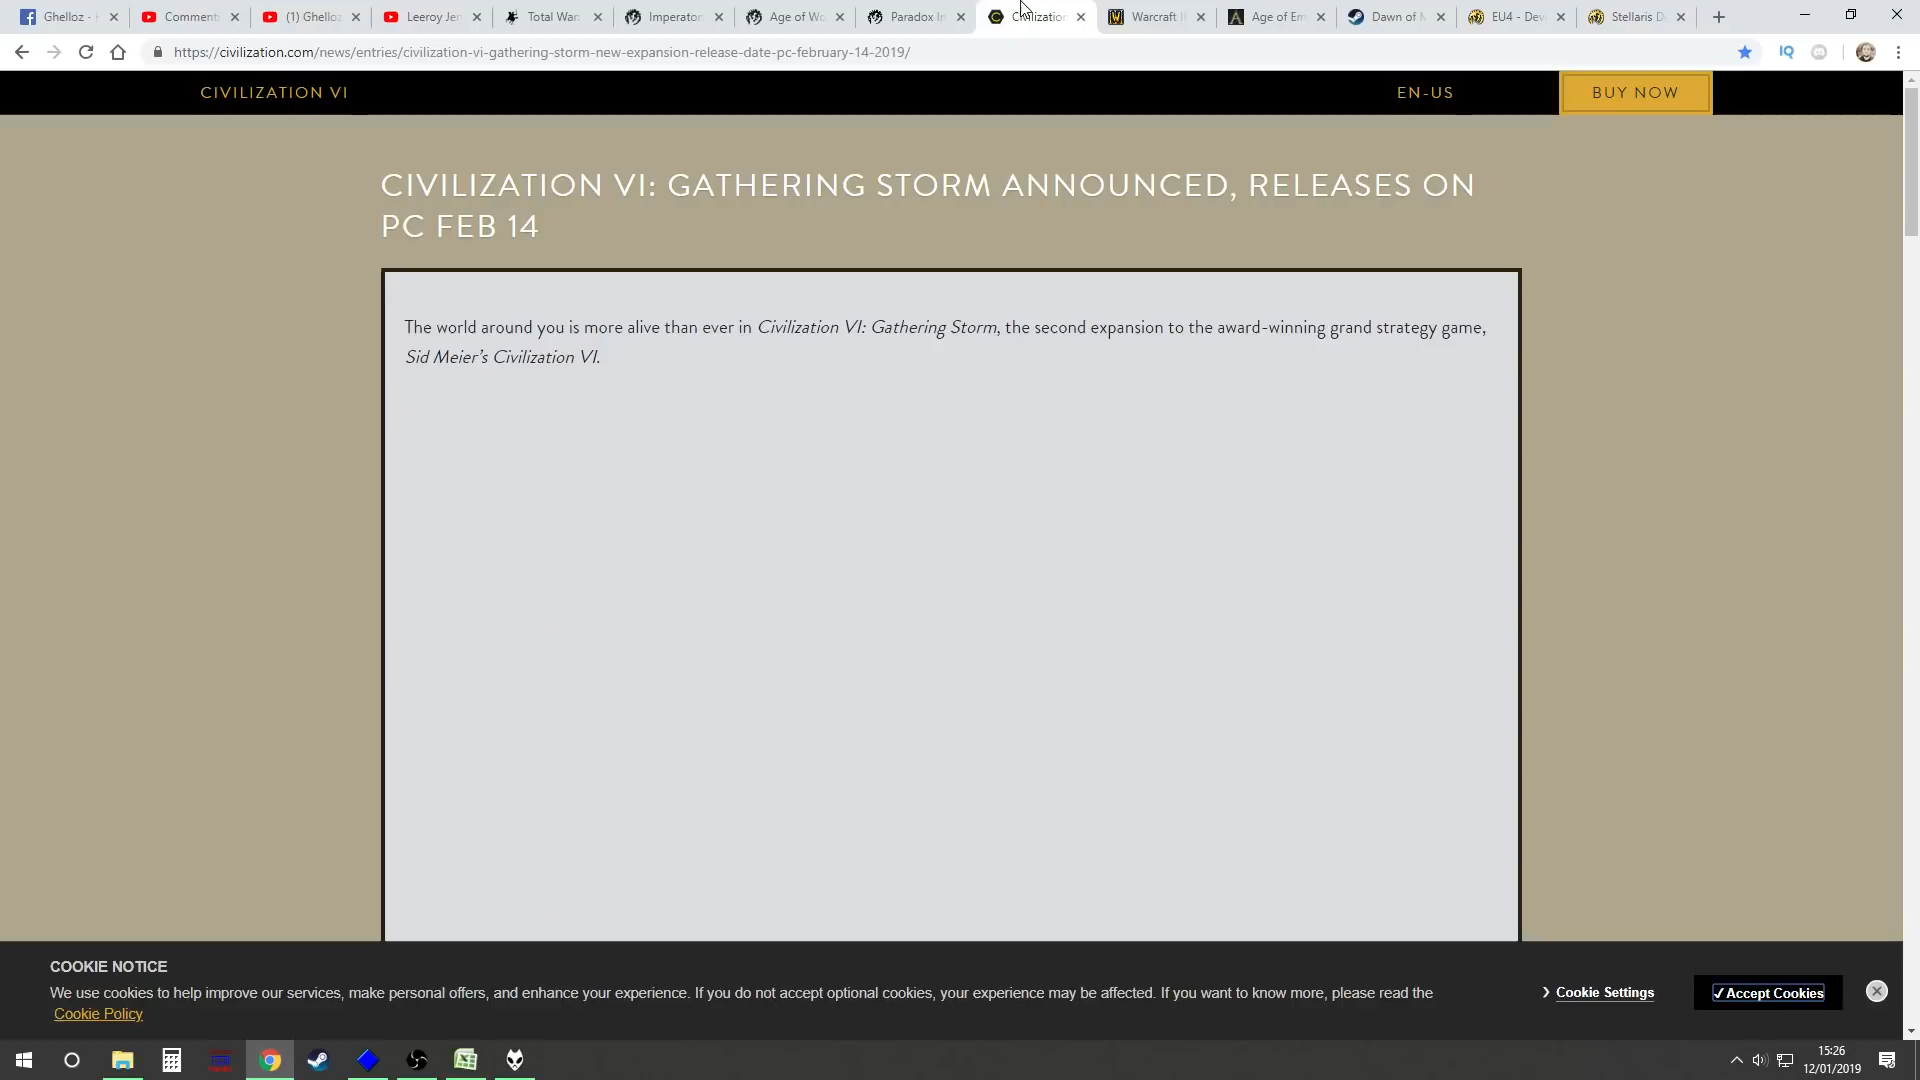 Ghelloz -
Comment
(1) Ghelloz
Leeroy Je
Total War
Imperator
Age of Wo
Paradox In
Civilization
Warcraft I
Age of Em
Dawn of
EU4 - Dev
Stellaris D
https://civilization.com/news/entries/civilization-vi-gathering-storm-new-expansion-release-date-pc-february-14-2019/
IQ
CIVILIZATION VI
EN-US
BUY NOW
CIVILIZATION VI: GATHERING STORM ANNOUNCED, RELEASES ON
PC FEB 14
The world around you is more alive than ever in Civilization VI: Gathering Storm, the second expansion to the award-winning grand strategy game,
Sid Meier’s Civilization VI.
COOKIE NOTICE
We use cookies to help improve our services, make personal offers, and enhance your experience. If you do not accept optional cookies, your experience may be affected. If you want to know more, please read the
Cookie Policy
Cookie Settings
✓Accept Cookies
15:26
12/01/2019